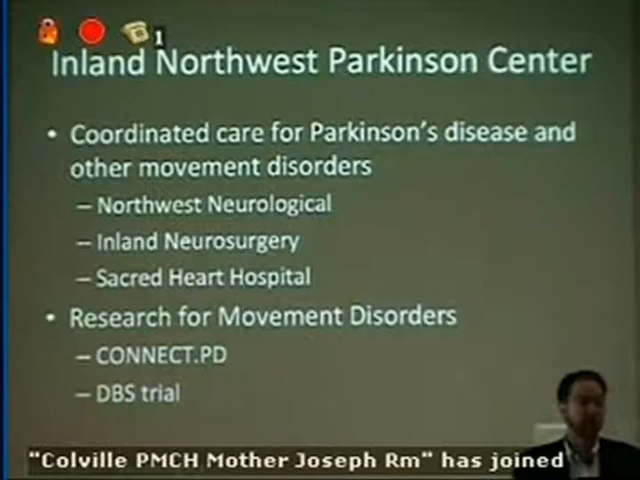 1
Inland Northwest Parkinson Center
• Coordinated care for Parkinson's disease and
other movement disorders
– Northwest Neurological
– Inland Neurosurgery
– Sacred Heart Hospital
• Research for Movement Disorders
– CONNECT.PD
– DBS trial
"Colville PMCH Mother Joseph Rm" has joined